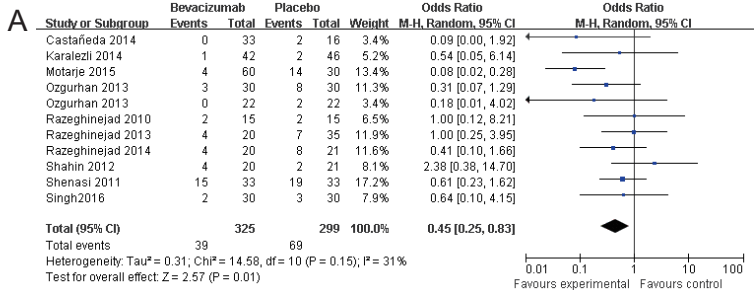 A
Bevacizumab Placebo Odds Ratio Odds Ratio
Study or Subgroup Events Total Events Total Weight M-H, Random, 95% CI M-H, Random, 95% CI
Castañeda 2014 0 33 2 16 3.4% 0.09 [0.00, 1.92]
Karalezli 2014 1 42 2 46 5.2% 0.54 [0.05, 6.14]
Motarje 2015 4 60 14 30 13.4% 0.08 [0.02, 0.28]
Ozgurhan 2013 3 30 8 30 11.1% 0.31 [0.07, 1.29]
Ozgurhan 2013 0 22 2 22 3.4% 0.18 [0.01, 4.02]
Razeghinejad 2010 2 15 2 15 6.6% 1.00 [0.12, 8.21]
Razeghinejad 2013 4 20 7 35 11.7% 1.00 [0.25, 3.95]
Razeghinejad 2014 4 20 8 21 11.4% 0.41 [0.10, 1.66]
Shahin 2012 4 20 2 21 8.1% 2.38 [0.38, 14.70]
Shenasi 2011 15 33 19 33 17.2% 0.61 [0.23, 1.62]
Singh2016 2 30 3 30 7.9% 0.64 [0.10, 4.15]
Total (95% CI) 325 299 100.0% 0.45 [0.25, 0.83]
Total events 39 69
Heterogeneity: Tau² = 0.31; Chi² = 14.58, df = 10 (P = 0.15); I² = 31%
Test for overall effect: Z = 2.57 (P = 0.01)
0.01 0.1 1 10 100
Favours experimental Favours control